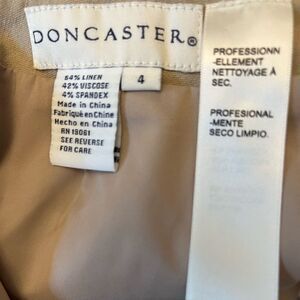 DONCASTER®
64% LINEN
42% VISCOSE
4% SPANDEX
Made in China
Fabriqué en Chine
Hecho en China
RN 19061
SEE REVERSE
FOR CARE
4
PROFESSIONN
-ELLEMENT
NETTOYAGE À
SEC.
PROFESIONAL
-MENTE
SECO LIMPIO.